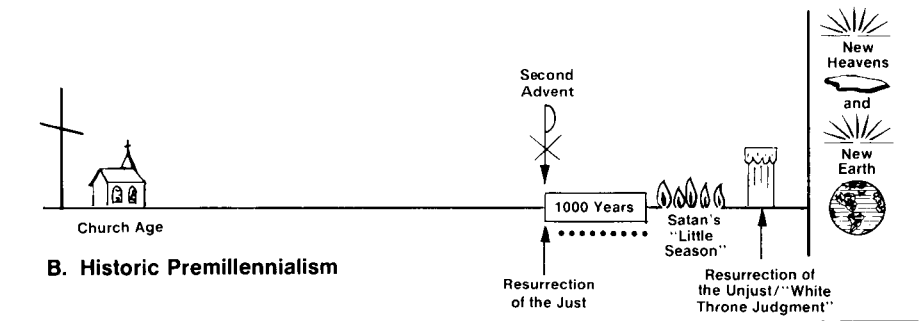 New
Heavens
and
New
Earth
Second
Advent
1000 Years
Church Age
Satan's
"Little
Season"
B. Historic Premillennialism
Resurrection
of the Just
Resurrection of
the Unjust/"White
Throne Judgment"